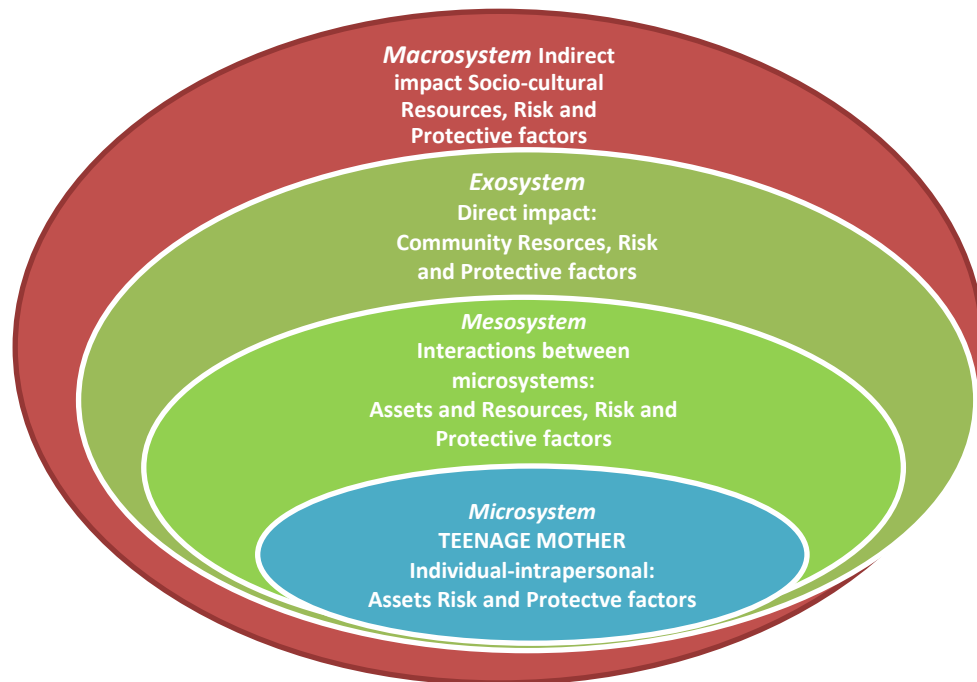 Macrosystem Indirect
impact Socio-cultural
Resources, Risk and
Protective factors
Exosystem
Direct impact:
Community Resorces, Risk
and Protective factors
Mesosystem
Interactions between
microsystems:
Assets and Resources, Risk and
Protective factors
Microsystem
TEENAGE MOTHER
Individual-intrapersonal:
Assets Risk and Protectve factors